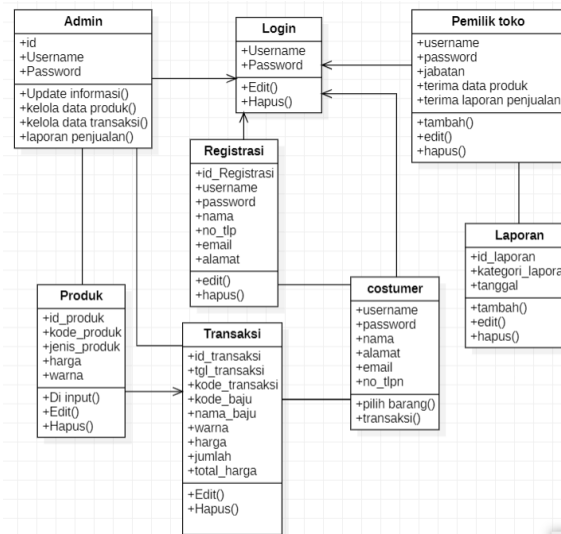 Admin
+id
+Username
+Password
+Update informasi()
+kelola data produk()
+kelola data transaksi()
+laporan penjualan()
Login
+Username
+Password
+Edit()
+Hapus()
Pemilik toko
+username
+password
+jabatan
+terima data produk
+terima laporan penjualan
+tambah()
+edit()
+hapus()
Registrasi
+id_Registrasi
+username
+password
+nama
+no_tlp
+email
+alamat
+edit()
+hapus()
Laporan
+id_laporan
+kategori_lapora
+tanggal
+tambah()
+edit()
+hapus()
Produk
+id_produk
+kode_produk
+jenis_produk
+harga
+warna
+Di input()
+Edit()
+Hapus()
Transaksi
+id_transaksi
+tgl_transaksi
+kode_transaksi
+kode_baju
+nama_baju
+warna
+harga
+jumlah
+total_harga
+Edit()
+Hapus()
costumer
+username
+password
+nama
+alamat
+email
+no_tlpn
+pilih barang()
+transaksi()